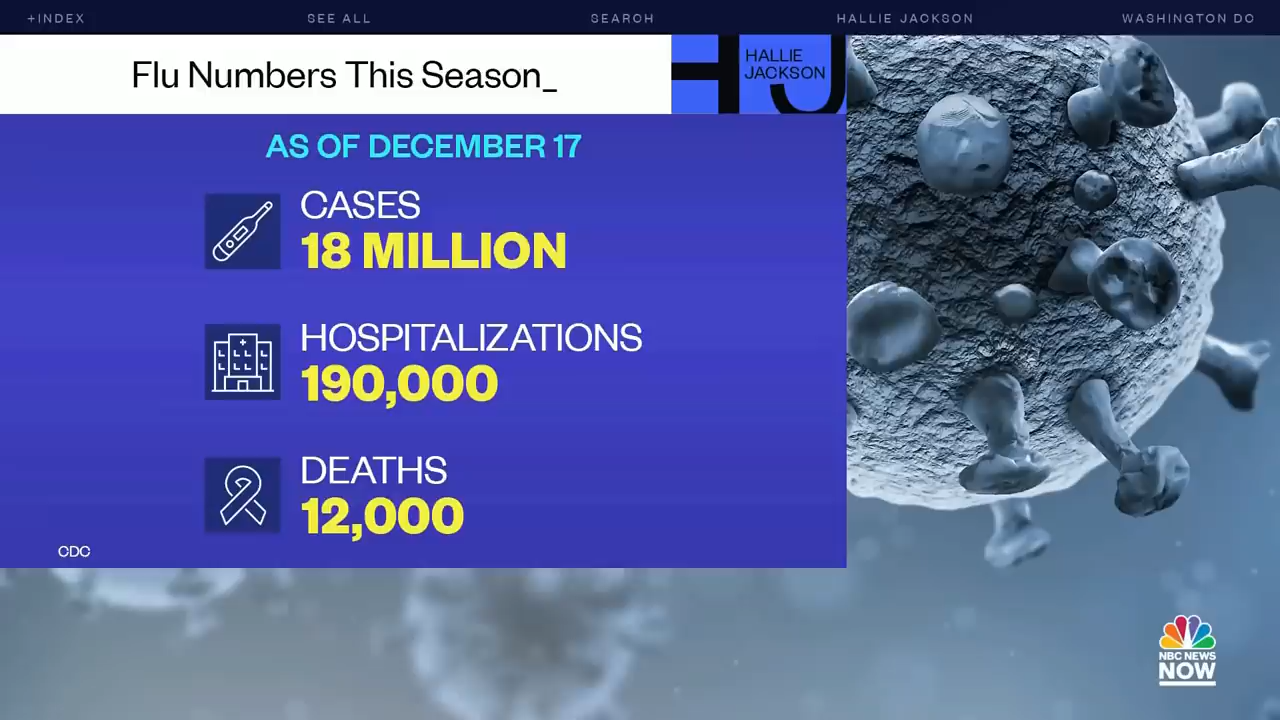 +INDEX
SEE ALL
SEARCH
HALLIE JACKSON
WASHINGTON DC
Flu Numbers This Season_
HALLIE
JACKSON
AS OF DECEMBER 17
CASES
18 MILLION
HOSPITALIZATIONS
190,000
DEATHS
12,000
CDC
NBC NEWS
NOW